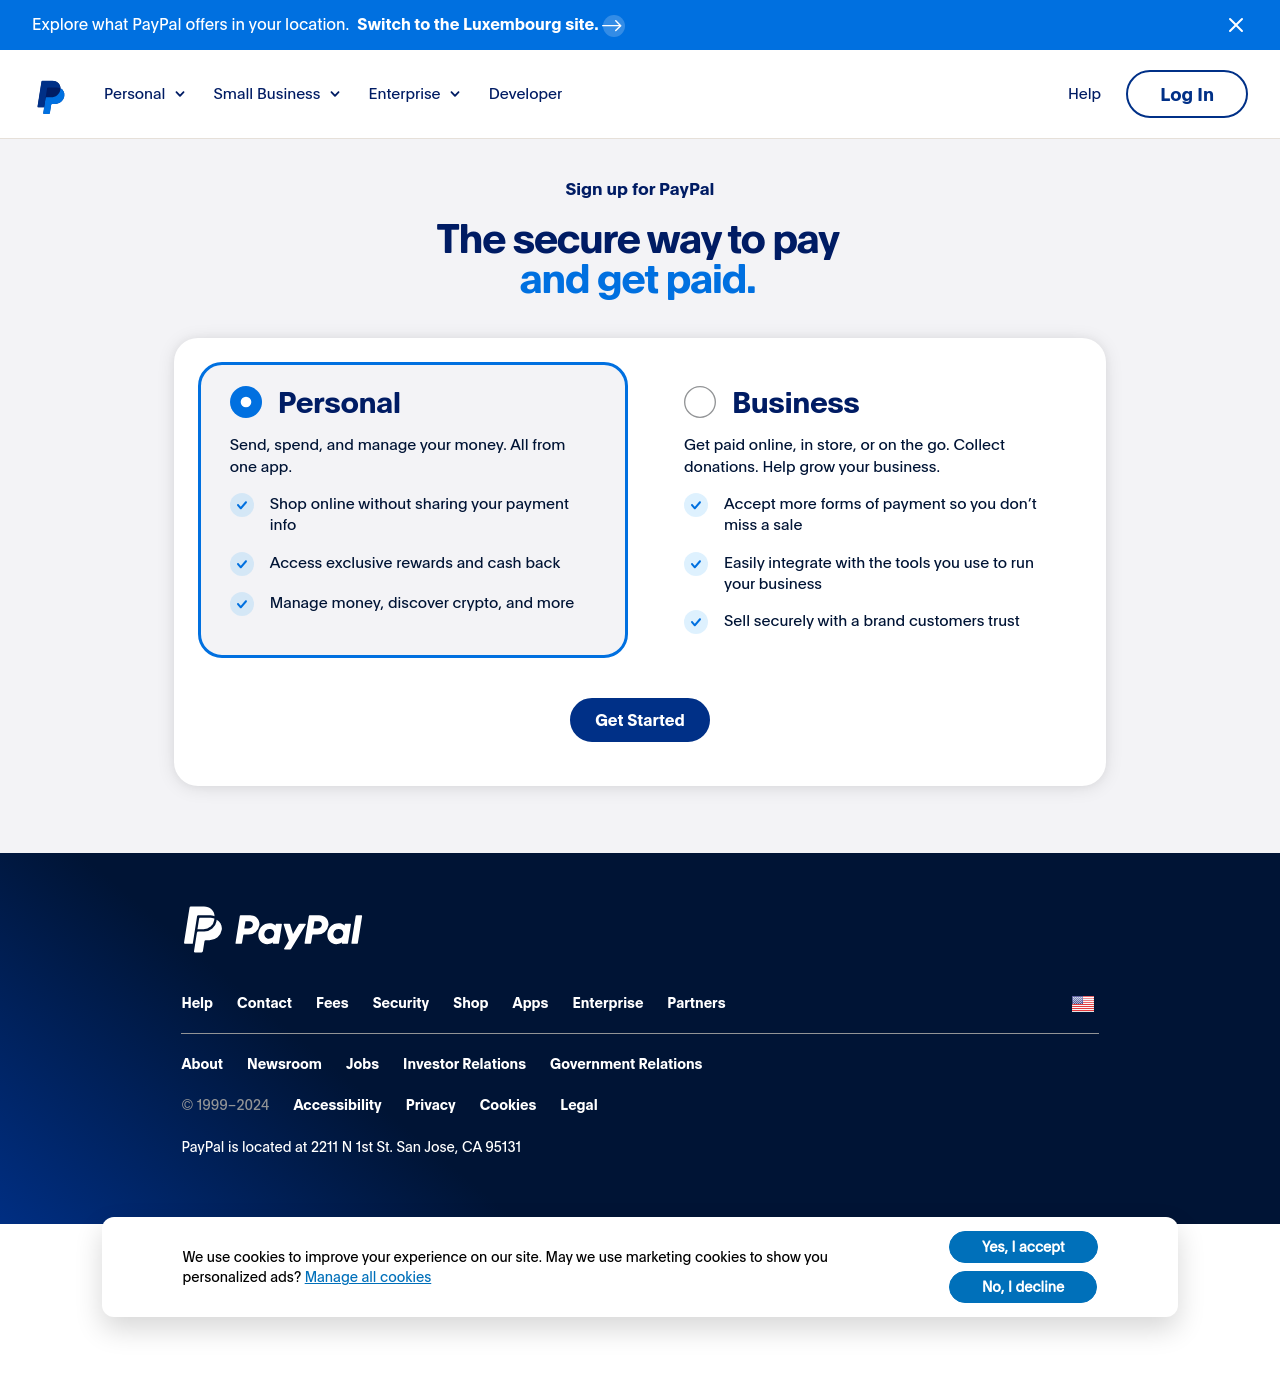 Explore what PayPal offers in your location. Switch to the Luxembourg site.
Personal
Small Business
Enterprise
Developer
Help
Log In
Sign up for PayPal
The secure way to pay
and get paid.
Personal
Send, spend, and manage your money. All from
one app.
Shop online without sharing your payment
info
Access exclusive rewards and cash back
Manage money, discover crypto, and more
Business
Get paid online, in store, or on the go. Collect
donations. Help grow your business.
Accept more forms of payment so you don’t
miss a sale
Easily integrate with the tools you use to run
your business
Sell securely with a brand customers trust
Get Started
PayPal
Help Contact Fees Security Shop Apps Enterprise Partners
About Newsroom Jobs Investor Relations Government Relations
© 1999–2024 Accessibility Privacy Cookies Legal
PayPal is located at 2211 N 1st St. San Jose, CA 95131
We use cookies to improve your experience on our site. May we use marketing cookies to show you
personalized ads? Manage all cookies
Yes, I accept
No, I decline